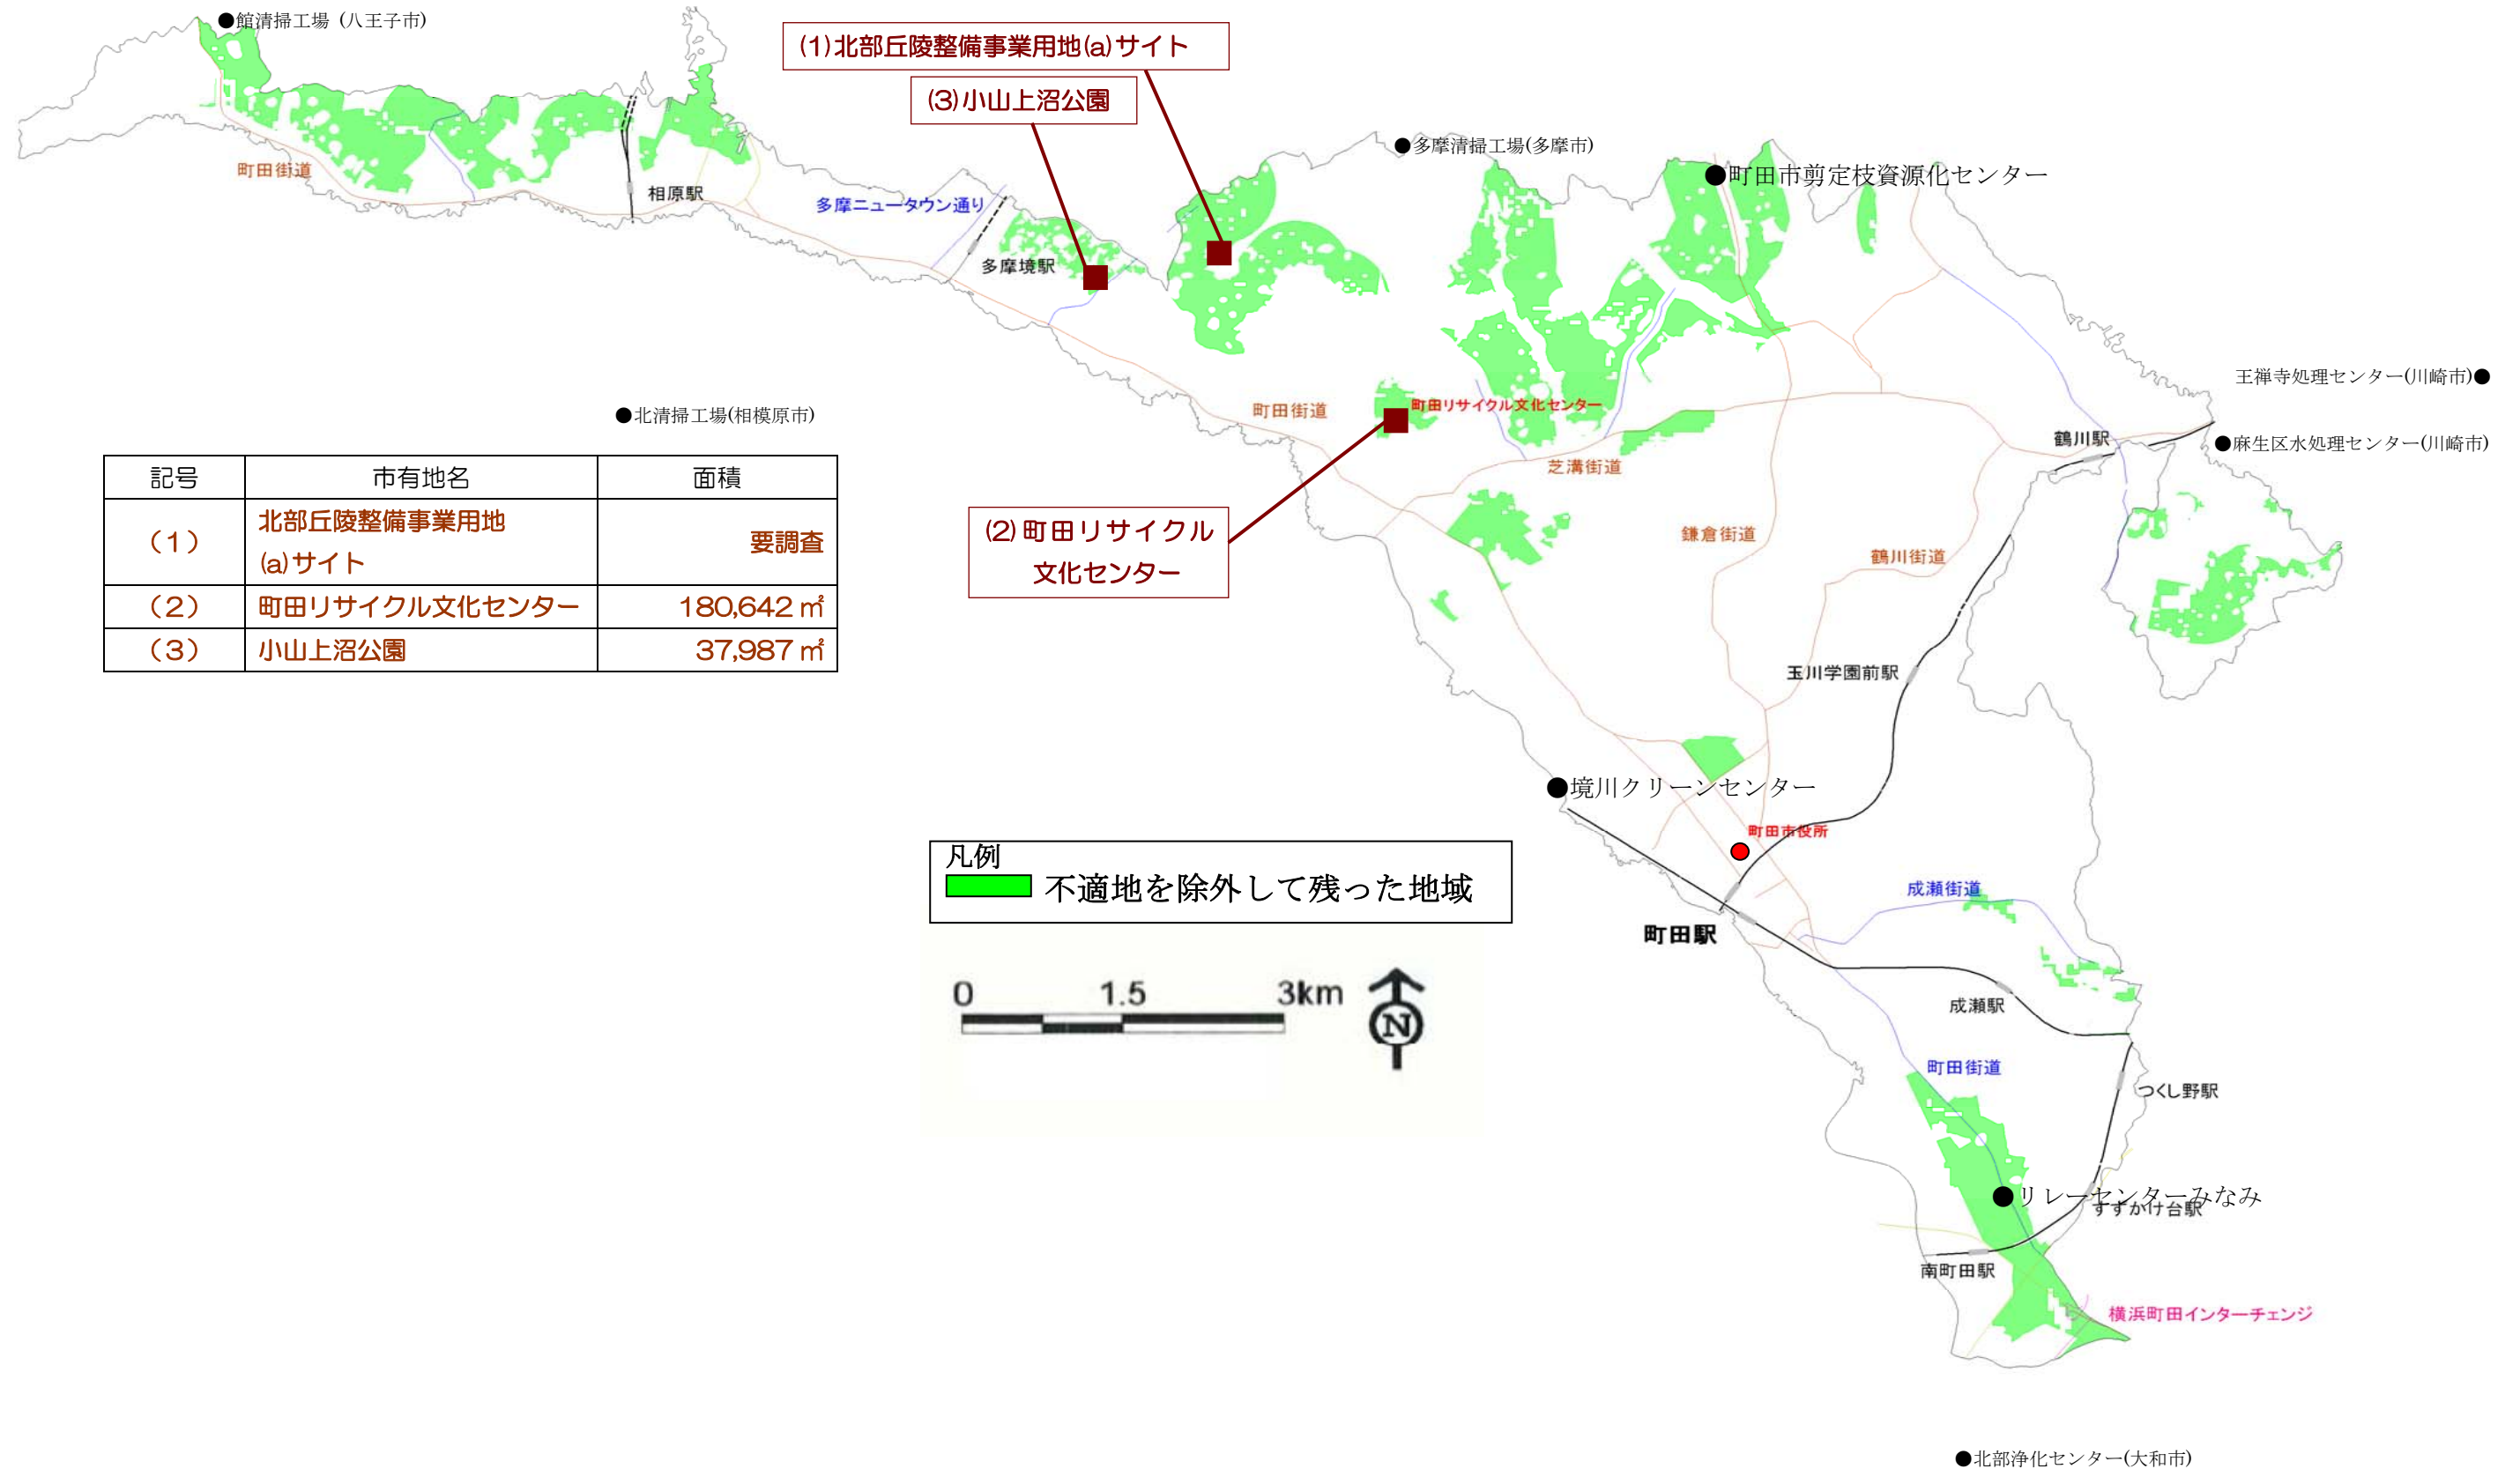 ●館清掃工場 (八王子市)
(1)北部丘陵整備事業用地(a)サイト
(3)小山上沼公園
●多摩清掃工場(多摩市)
●町田市剪定枝資源化センター
町田街道
相原駅
多摩ニュータウン通り
多摩境駅
王禅寺処理センター(川崎市)●
町田街道
町田リサイクル文化センター
●北清掃工場(相模原市)
鶴川駅
●麻生区水処理センター(川崎市)
芝溝街道
記号 市有地名 面積
(1) 北部丘陵整備事業用地
(a)サイト 要調査
(2) 町田リサイクル文化センター 180,642㎡
(3) 小山上沼公園 37,987㎡
(2)町田リサイクル
文化センター
鎌倉街道
鶴川街道
玉川学園前駅
●境川クリーンセンター
町田市役所
凡例
不適地を除外して残った地域
成瀬街道
町田駅
0 1.5 3km
N
成瀬駅
町田街道
つくし野駅
●リレーセンターみなみ
すずかけ台駅
南町田駅
横浜町田インターチェンジ
●北部浄化センター(大和市)